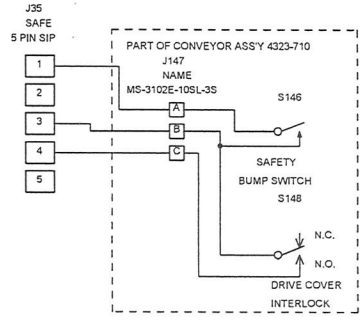 J35
SAFE
5 PIN SIP
PART OF CONVEYOR ASS'Y 4323-710
J147
NAME
MS-3102E-10SL-3S
1
2
3
4
5
A
B
C
S146
SAFETY
BUMP SWITCH
S148
N.C.
N.O.
DRIVE COVER
INTERLOCK